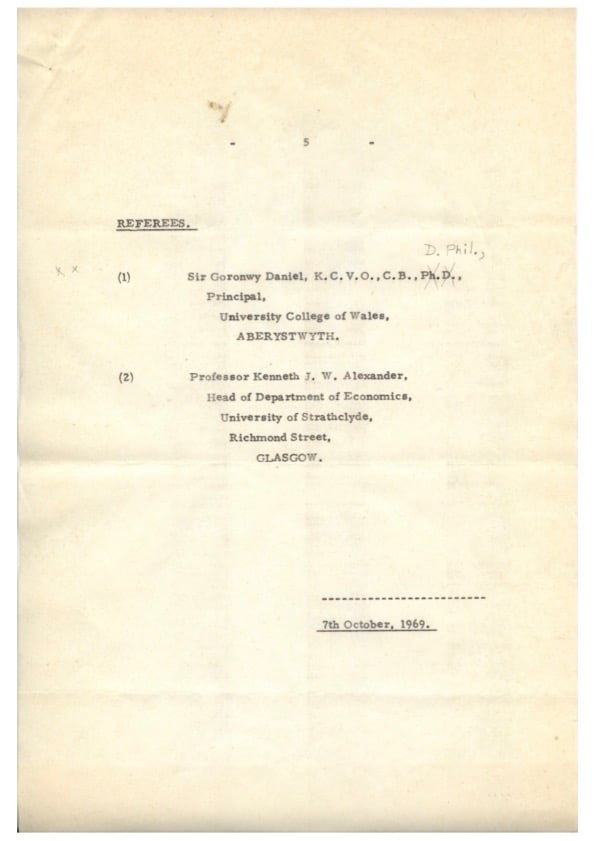 - 5 -
REFEREES.
D. Phil.,
x x
(1) Sir Goronwy Daniel, K.C.V.O., C.B., Ph.D.,
Principal,
University College of Wales,
ABERYSTWYTH.
(2) Professor Kenneth J. W. Alexander,
Head of Department of Economics,
University of Strathclyde,
Richmond Street,
GLASGOW.
-------------------------
7th October, 1969.